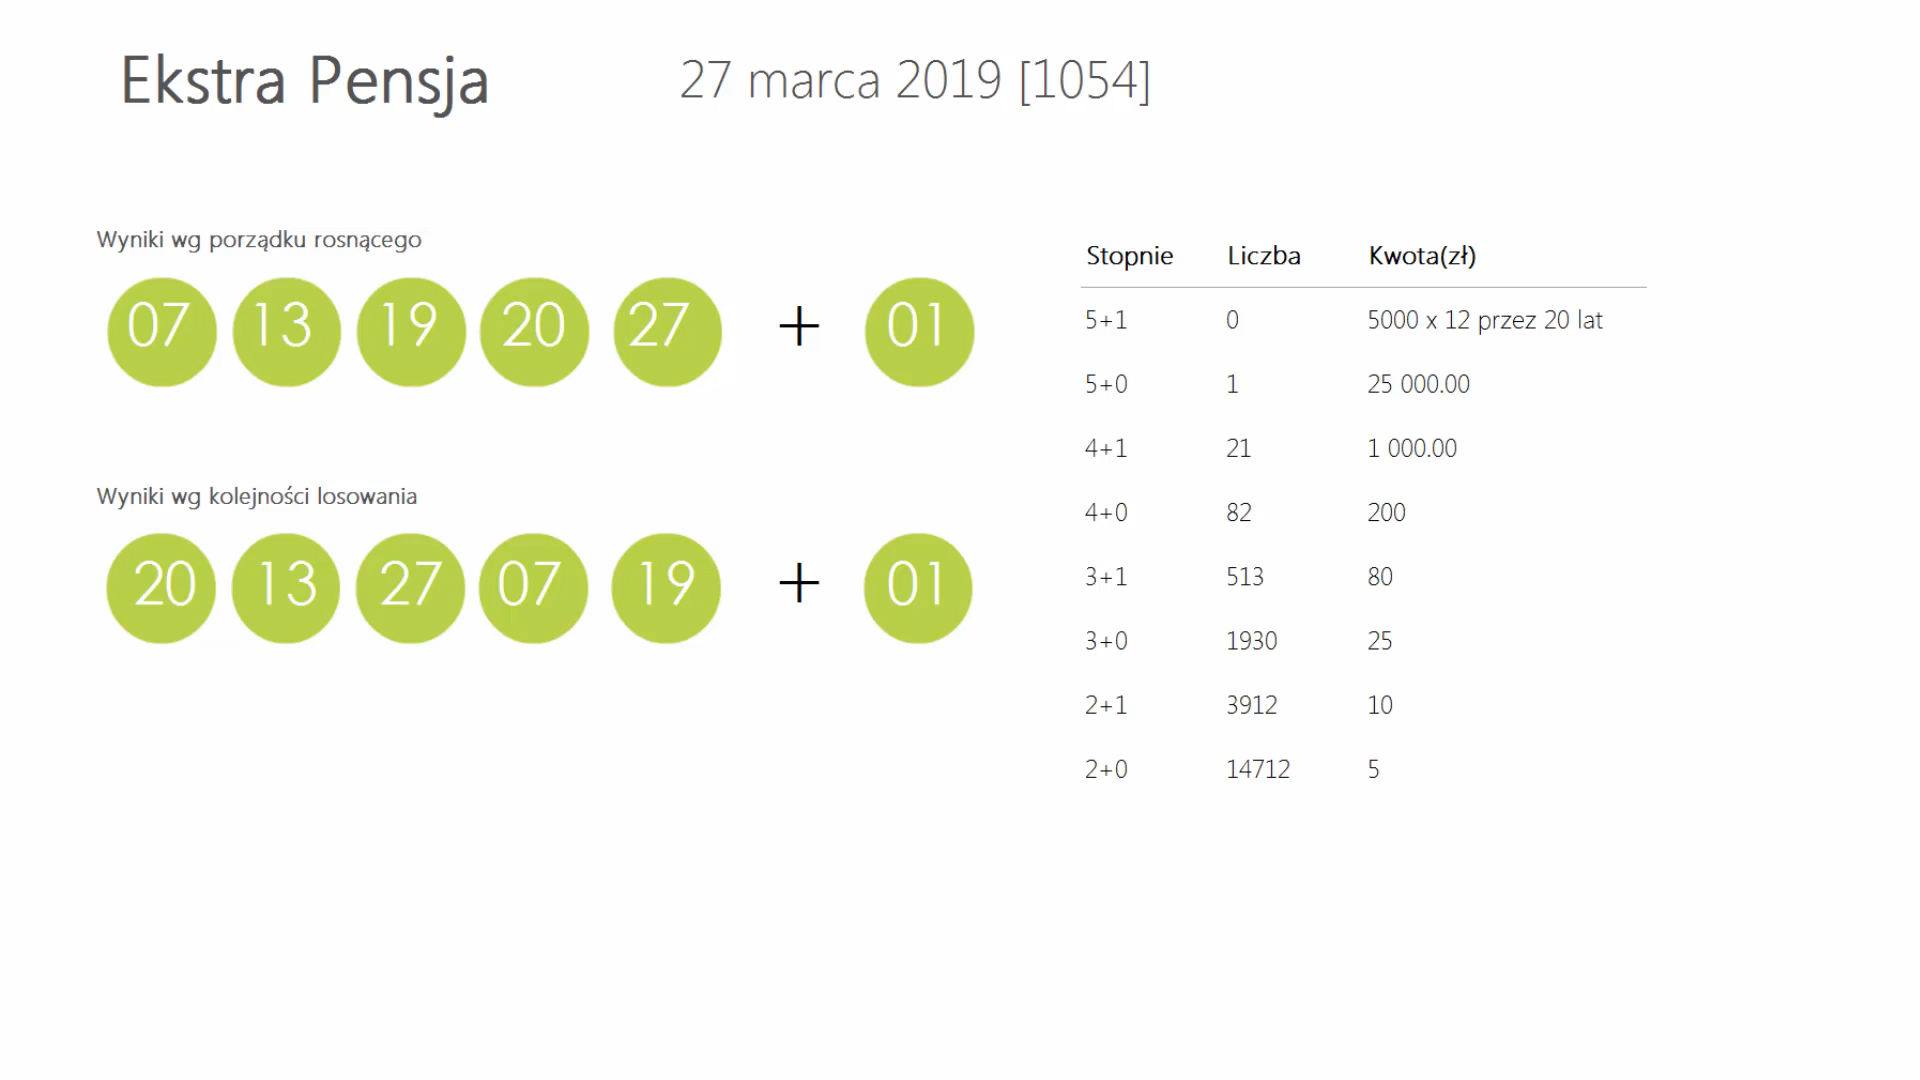 Ekstra Pensja 27 marca 2019 [1054]
Wyniki wg porządku rosnącego
07 13 19 20 27 + 01
Wyniki wg kolejności losowania
20 13 27 07 19 + 01
Stopnie Liczba Kwota(zł)
5+1 0 5000 x 12 przez 20 lat
5+0 1 25 000.00
4+1 21 1 000.00
4+0 82 200
3+1 513 80
3+0 1930 25
2+1 3912 10
2+0 14712 5